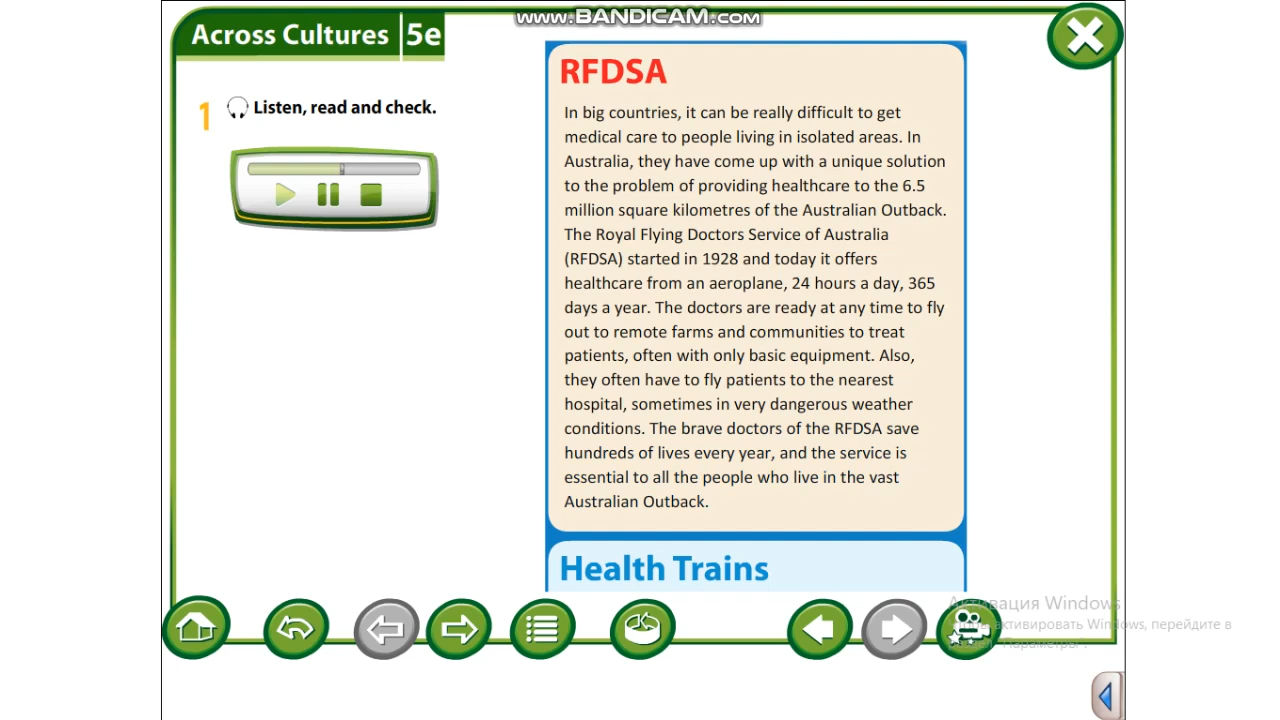 www.BANDICAM.com
Across Cultures 5e
1 Listen, read and check.
RFDSA
In big countries, it can be really difficult to get
medical care to people living in isolated areas. In
Australia, they have come up with a unique solution
to the problem of providing healthcare to the 6.5
million square kilometres of the Australian Outback.
The Royal Flying Doctors Service of Australia
(RFDSA) started in 1928 and today it offers
healthcare from an aeroplane, 24 hours a day, 365
days a year. The doctors are ready at any time to fly
out to remote farms and communities to treat
patients, often with only basic equipment. Also,
they often have to fly patients to the nearest
hospital, sometimes in very dangerous weather
conditions. The brave doctors of the RFDSA save
hundreds of lives every year, and the service is
essential to all the people who live in the vast
Australian Outback.
Health Trains
Активация Windows
активировать Windows, перейдите в
"Параметры".